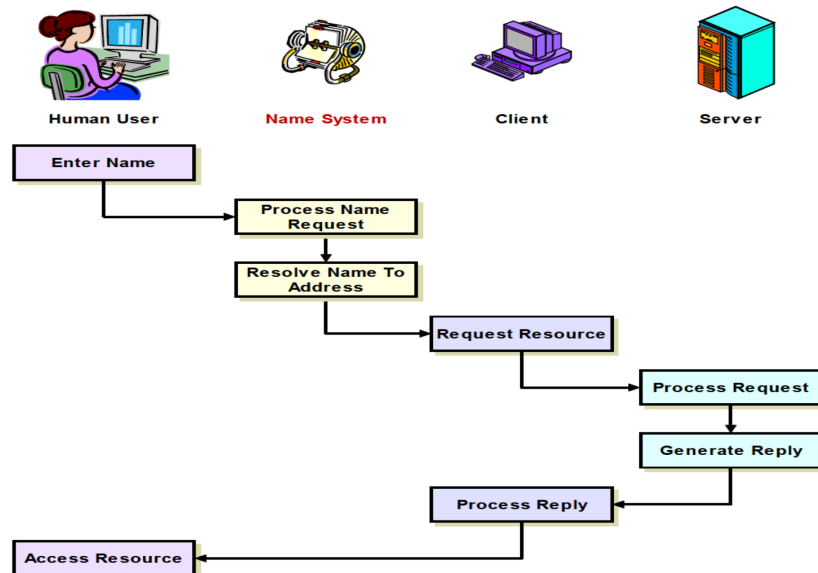 Human User
Name System
Client
Server
Enter Name
Process Name
Request
Resolve Name To
Address
Request Resource
Process Request
Generate Reply
Process Reply
Access Resource